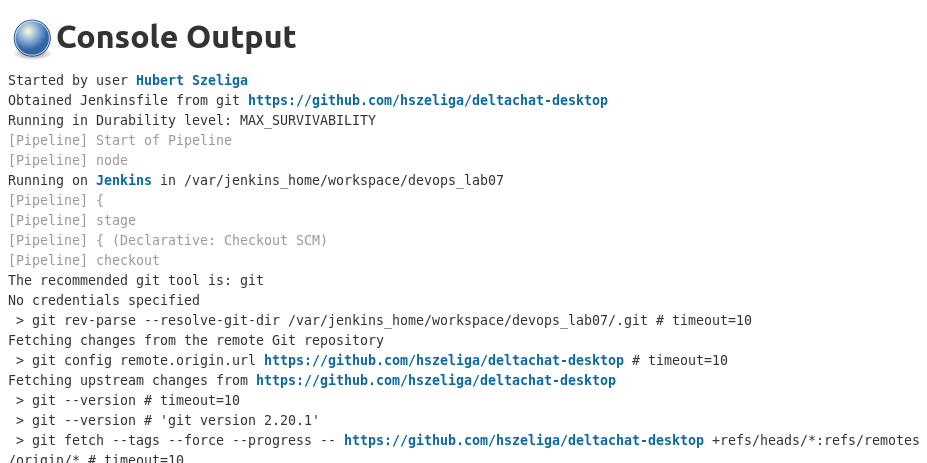 Console Output
Started by user Hubert Szeliga
Obtained Jenkinsfile from git https://github.com/hszeliga/deltachat-desktop
Running in Durability level: MAX_SURVIVABILITY
[Pipeline] Start of Pipeline
[Pipeline] node
Running on Jenkins in /var/jenkins_home/workspace/devops_lab07
[Pipeline] {
[Pipeline] stage
[Pipeline] { (Declarative: Checkout SCM)
[Pipeline] checkout
The recommended git tool is: git
No credentials specified
 > git rev-parse --resolve-git-dir /var/jenkins_home/workspace/devops_lab07/.git # timeout=10
Fetching changes from the remote Git repository
 > git config remote.origin.url https://github.com/hszeliga/deltachat-desktop # timeout=10
Fetching upstream changes from https://github.com/hszeliga/deltachat-desktop
 > git --version # timeout=10
 > git --version # 'git version 2.20.1'
 > git fetch --tags --force --progress -- https://github.com/hszeliga/deltachat-desktop +refs/heads/*:refs/remotes
/origin/* # timeout=10